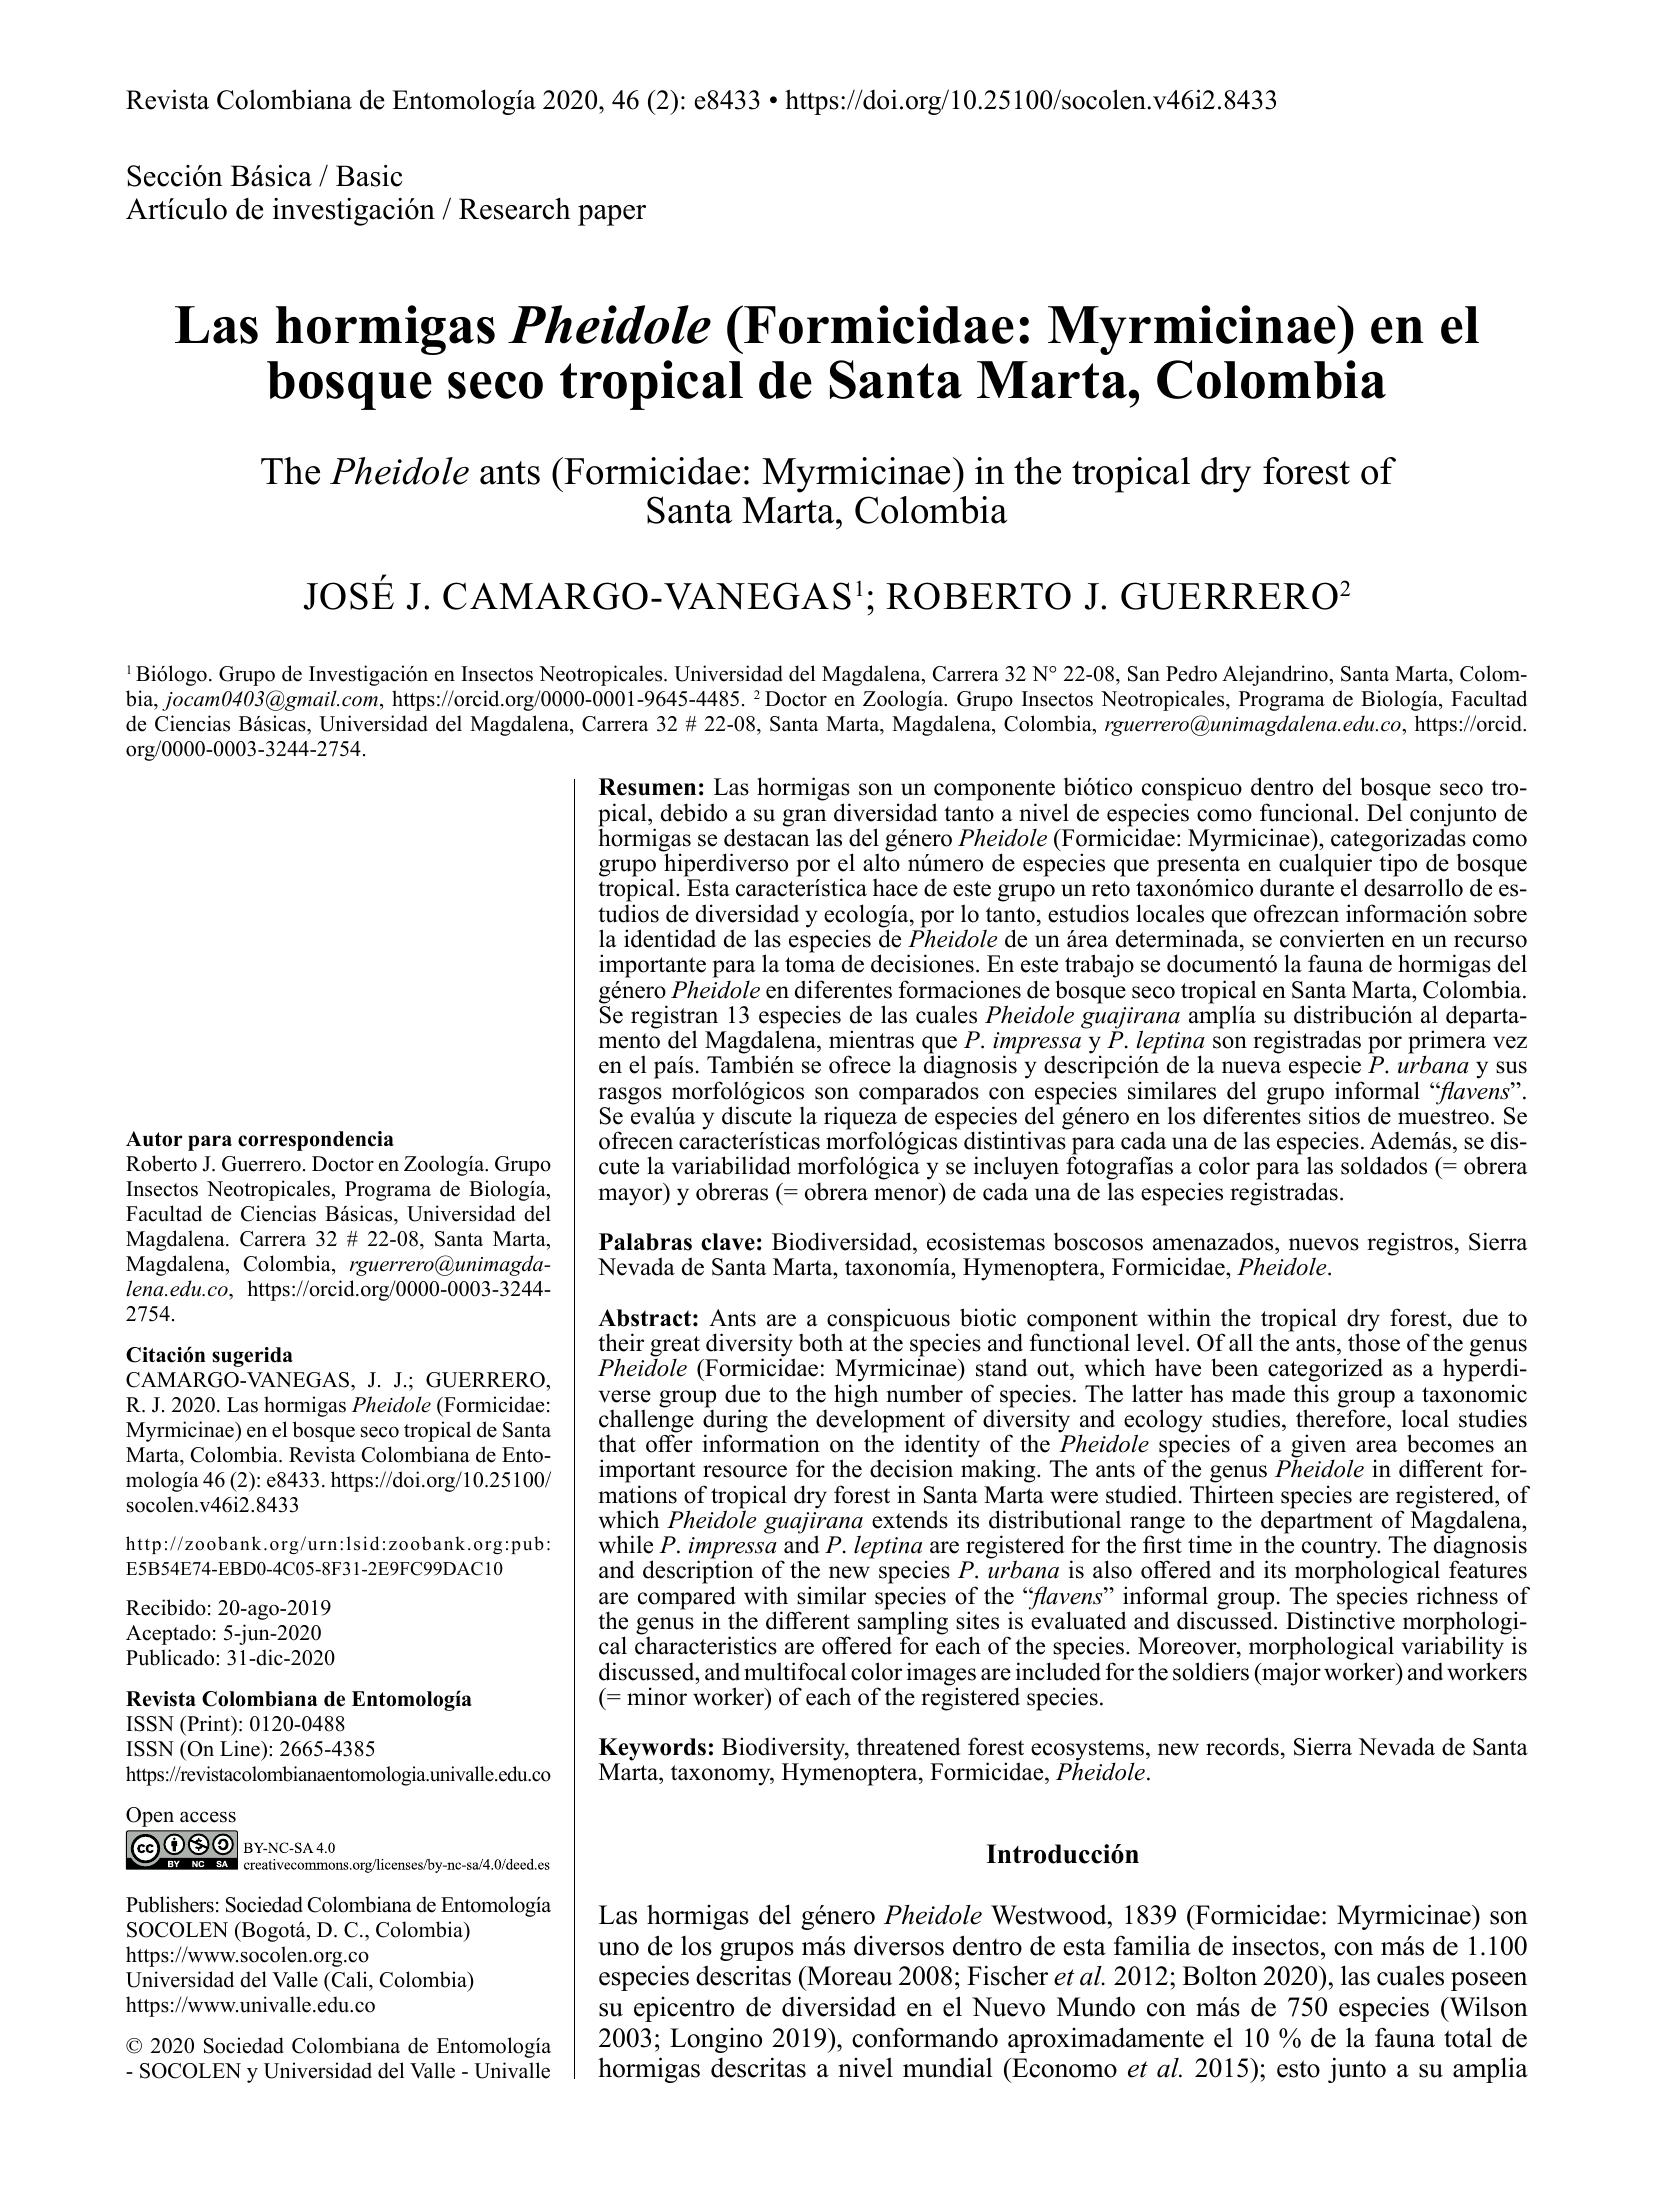 Revista Colombiana de Entomología 2020, 46 (2): e8433 • https://doi.org/10.25100/socolen.v46i2.8433
Sección Básica / Basic
Artículo de investigación / Research paper
Las hormigas Pheidole (Formicidae: Myrmicinae) en el
bosque seco tropical de Santa Marta, Colombia
The Pheidole ants (Formicidae: Myrmicinae) in the tropical dry forest of
Santa Marta, Colombia
JOSÉ J. CAMARGO-VANEGAS¹; ROBERTO J. GUERRERO²
¹ Biólogo. Grupo de Investigación en Insectos Neotropicales. Universidad del Magdalena, Carrera 32 N° 22-08, San Pedro Alejandrino, Santa Marta, Colom-
bia, jocam0403@gmail.com, https://orcid.org/0000-0001-9645-4485. ² Doctor en Zoología. Grupo Insectos Neotropicales, Programa de Biología, Facultad
de Ciencias Básicas, Universidad del Magdalena, Carrera 32 # 22-08, Santa Marta, Magdalena, Colombia, rguerrero@unimagdalena.edu.co, https://orcid.
org/0000-0003-3244-2754.
Autor para correspondencia
Roberto J. Guerrero. Doctor en Zoología. Grupo
Insectos Neotropicales, Programa de Biología,
Facultad de Ciencias Básicas, Universidad del
Magdalena. Carrera 32 # 22-08, Santa Marta,
Magdalena, Colombia, rguerrero@unimagda-
lena.edu.co, https://orcid.org/0000-0003-3244-
2754.
Citación sugerida
CAMARGO-VANEGAS, J. J.; GUERRERO,
R. J. 2020. Las hormigas Pheidole (Formicidae:
Myrmicinae) en el bosque seco tropical de Santa
Marta, Colombia. Revista Colombiana de Ento-
mología 46 (2): e8433. https://doi.org/10.25100/
socolen.v46i2.8433
http://zoobank.org/urn:lsid:zoobank.org:pub:
E5B54E74-EBD0-4C05-8F31-2E9FC99DAC10
Recibido: 20-ago-2019
Aceptado: 5-jun-2020
Publicado: 31-dic-2020
Revista Colombiana de Entomología
ISSN (Print): 0120-0488
ISSN (On Line): 2665-4385
https://revistacolombianaentomologia.univalle.edu.co
Open access
cc BY NC SA BY-NC-SA 4.0
creativecommons.org/licenses/by-nc-sa/4.0/deed.es
Publishers: Sociedad Colombiana de Entomología
SOCOLEN (Bogotá, D. C., Colombia)
https://www.socolen.org.co
Universidad del Valle (Cali, Colombia)
https://www.univalle.edu.co
© 2020 Sociedad Colombiana de Entomología
- SOCOLEN y Universidad del Valle - Univalle
Resumen: Las hormigas son un componente biótico conspicuo dentro del bosque seco tro-
pical, debido a su gran diversidad tanto a nivel de especies como funcional. Del conjunto de
hormigas se destacan las del género Pheidole (Formicidae: Myrmicinae), categorizadas como
grupo hiperdiverso por el alto número de especies que presenta en cualquier tipo de bosque
tropical. Esta característica hace de este grupo un reto taxonómico durante el desarrollo de es-
tudios de diversidad y ecología, por lo tanto, estudios locales que ofrezcan información sobre
la identidad de las especies de Pheidole de un área determinada, se convierten en un recurso
importante para la toma de decisiones. En este trabajo se documentó la fauna de hormigas del
género Pheidole en diferentes formaciones de bosque seco tropical en Santa Marta, Colombia.
Se registran 13 especies de las cuales Pheidole guajirana amplía su distribución al departa-
mento del Magdalena, mientras que P. impressa y P. leptina son registradas por primera vez
en el país. También se ofrece la diagnosis y descripción de la nueva especie P. urbana y sus
rasgos morfológicos son comparados con especies similares del grupo informal “flavens”.
Se evalúa y discute la riqueza de especies del género en los diferentes sitios de muestreo. Se
ofrecen características morfológicas distintivas para cada una de las especies. Además, se dis-
cute la variabilidad morfológica y se incluyen fotografías a color para las soldados (= obrera
mayor) y obreras (= obrera menor) de cada una de las especies registradas.
Palabras clave: Biodiversidad, ecosistemas boscosos amenazados, nuevos registros, Sierra
Nevada de Santa Marta, taxonomía, Hymenoptera, Formicidae, Pheidole.
Abstract: Ants are a conspicuous biotic component within the tropical dry forest, due to
their great diversity both at the species and functional level. Of all the ants, those of the genus
Pheidole (Formicidae: Myrmicinae) stand out, which have been categorized as a hyperdi-
verse group due to the high number of species. The latter has made this group a taxonomic
challenge during the development of diversity and ecology studies, therefore, local studies
that offer information on the identity of the Pheidole species of a given area becomes an
important resource for the decision making. The ants of the genus Pheidole in different for-
mations of tropical dry forest in Santa Marta were studied. Thirteen species are registered, of
which Pheidole guajirana extends its distributional range to the department of Magdalena,
while P. impressa and P. leptina are registered for the first time in the country. The diagnosis
and description of the new species P. urbana is also offered and its morphological features
are compared with similar species of the “flavens” informal group. The species richness of
the genus in the different sampling sites is evaluated and discussed. Distinctive morphologi-
cal characteristics are offered for each of the species. Moreover, morphological variability is
discussed, and multifocal color images are included for the soldiers (major worker) and workers
(= minor worker) of each of the registered species.
Keywords: Biodiversity, threatened forest ecosystems, new records, Sierra Nevada de Santa
Marta, taxonomy, Hymenoptera, Formicidae, Pheidole.
Introducción
Las hormigas del género Pheidole Westwood, 1839 (Formicidae: Myrmicinae) son
uno de los grupos más diversos dentro de esta familia de insectos, con más de 1.100
especies descritas (Moreau 2008; Fischer et al. 2012; Bolton 2020), las cuales poseen
su epicentro de diversidad en el Nuevo Mundo con más de 750 especies (Wilson
2003; Longino 2019), conformando aproximadamente el 10 % de la fauna total de
hormigas descritas a nivel mundial (Economo et al. 2015); esto junto a su amplia